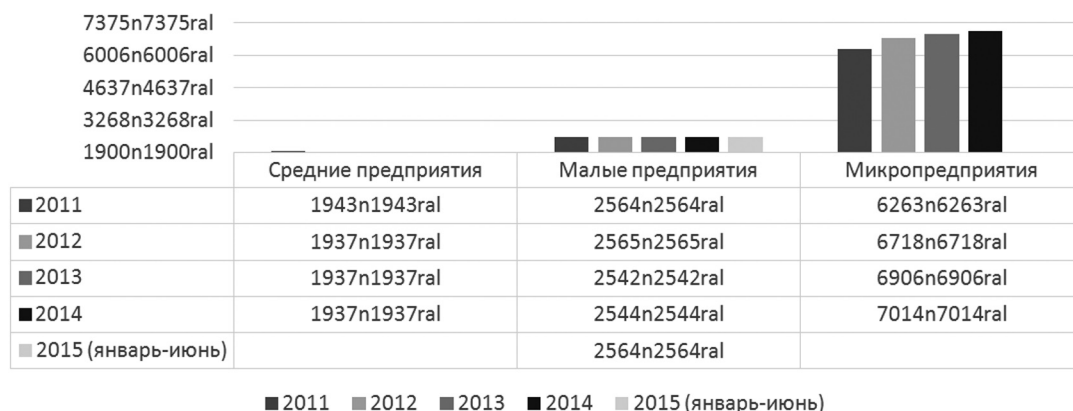 7375n7375ral
6006n6006ral
4637n4637ral
3268n3268ral
1900n1900ral
Средние предприятия Малые предприятия Микропредприятия
2011 1943n1943ral 2564n2564ral 6263n6263ral
2012 1937n1937ral 2565n2565ral 6718n6718ral
2013 1937n1937ral 2542n2542ral 6906n6906ral
2014 1937n1937ral 2544n2544ral 7014n7014ral
2015 (январь-июнь) 2564n2564ral
2011 2012 2013 2014 2015 (январь-июнь)